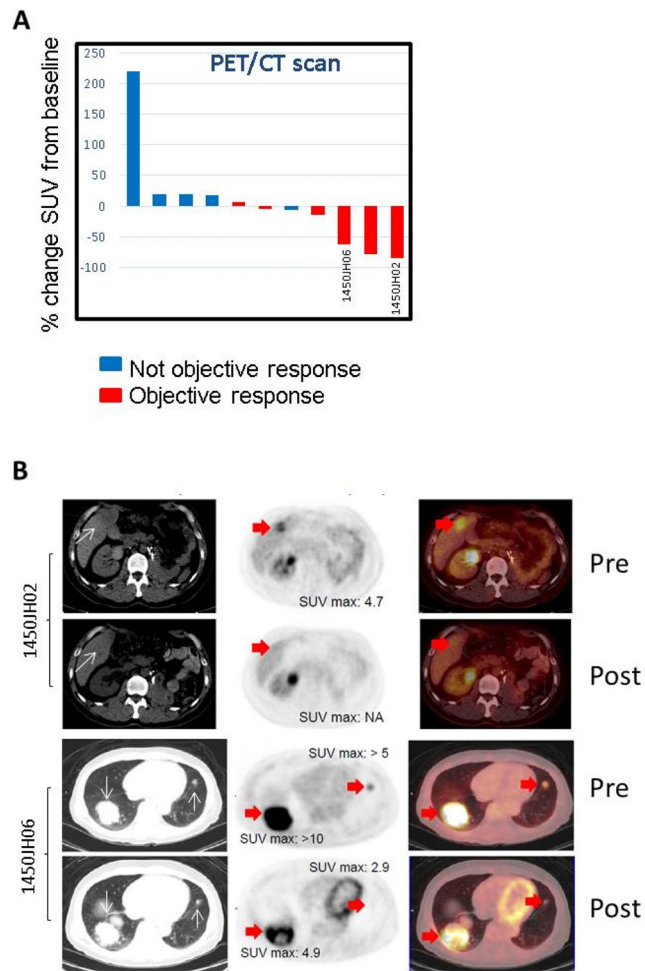 A
PET/CT scan
% change SUV from baseline
250
200
150
100
50
0
-50
-100
1450JH06
1450JH02
Not objective response
Objective response
B
1450JH02
SUV max: 4.7
Pre
SUV max: NA
Post
1450JH06
SUV max: > 5
SUV max: >10
Pre
SUV max: 2.9
SUV max: 4.9
Post